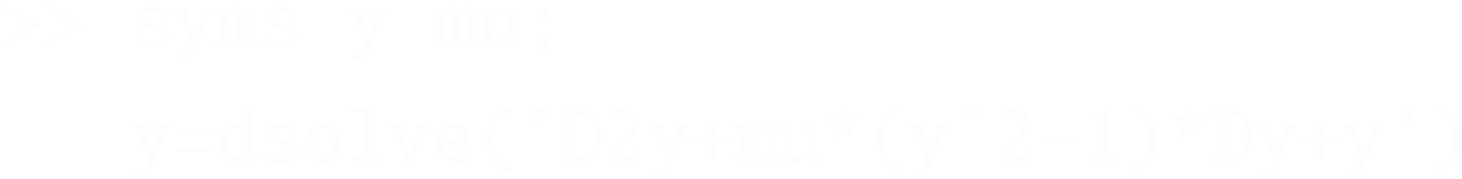 >> syms y mu;
y=dsolve('D2y+mu*(y^2-1)*Dy+y')